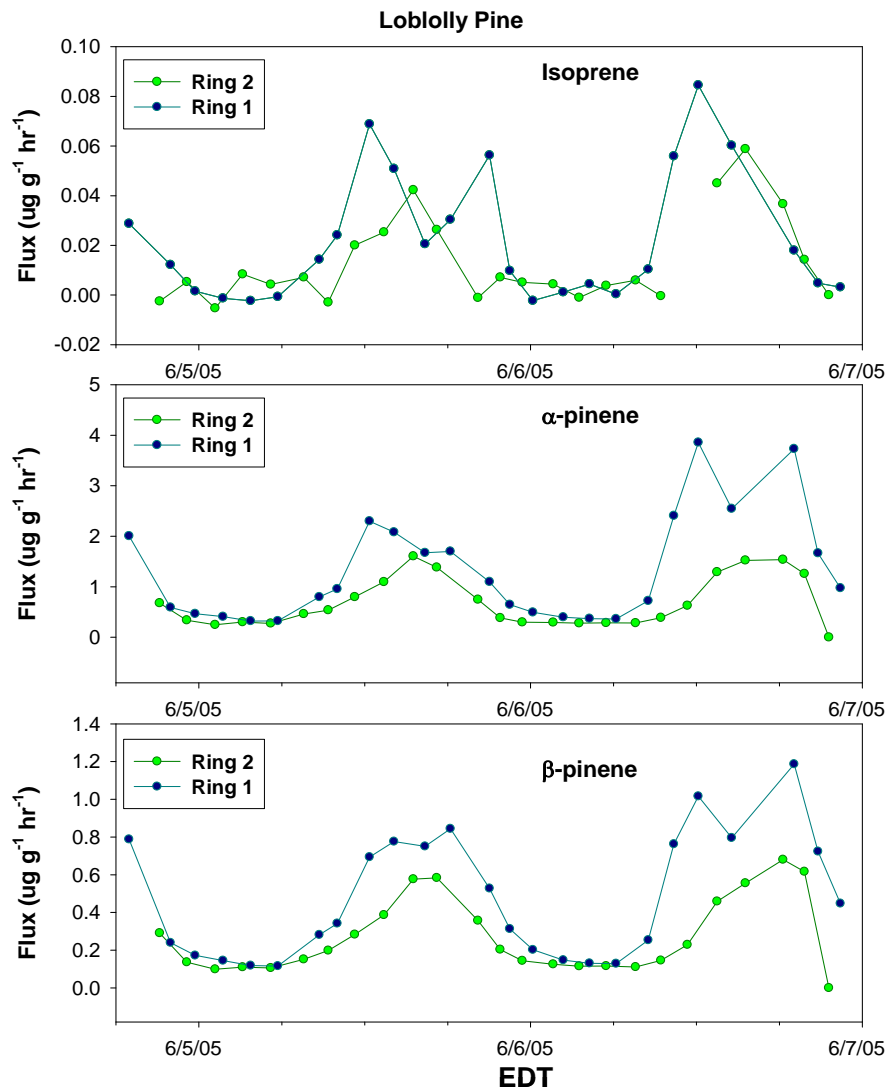 Loblolly Pine
Isoprene
Ring 2
Ring 1
Flux (ug g⁻¹ hr⁻¹)
0.10
0.08
0.06
0.04
0.02
0.00
-0.02
6/5/05 6/6/05 6/7/05
α-pinene
Ring 2
Ring 1
Flux (ug g⁻¹ hr⁻¹)
5
4
3
2
1
0
6/5/05 6/6/05 6/7/05
β-pinene
Ring 2
Ring 1
Flux (ug g⁻¹ hr⁻¹)
1.4
1.2
1.0
0.8
0.6
0.4
0.2
0.0
6/5/05 6/6/05 6/7/05
EDT